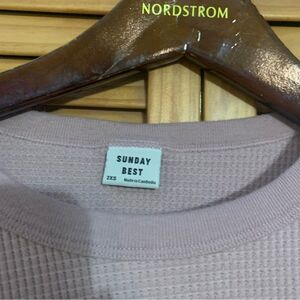 NORDSTROM
SUNDAY
BEST
2XS Made in Cambodia